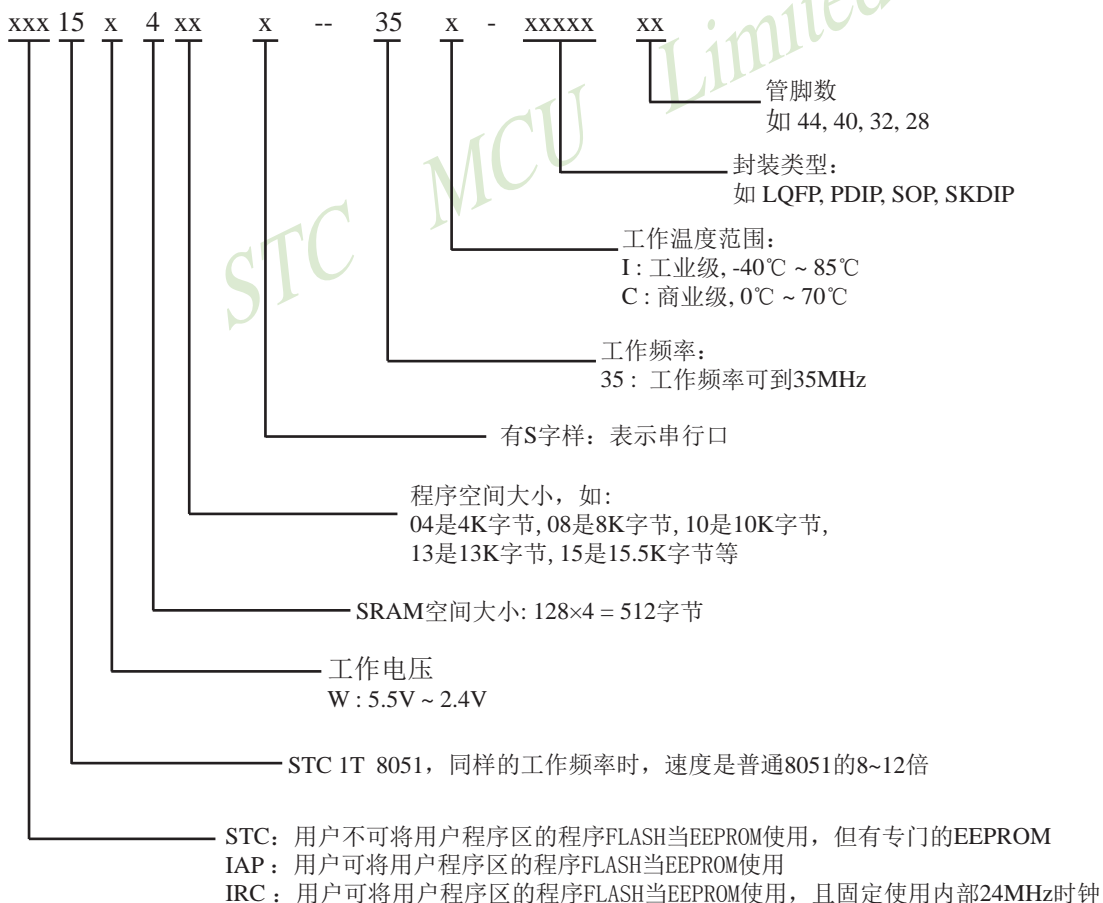 xxx 15 x 4 xx x -- 35 x - xxxxx xx
管脚数
如 44, 40, 32, 28
封装类型：
如 LQFP, PDIP, SOP, SKDIP
工作温度范围：
I : 工业级, -40℃ ~ 85℃
C : 商业级, 0℃ ~ 70℃
工作频率：
35 : 工作频率可到35MHz
有S字样：表示串行口
程序空间大小，如：
04是4K字节, 08是8K字节, 10是10K字节,
13是13K字节, 15是15.5K字节等
SRAM空间大小: 128×4 = 512字节
工作电压
W : 5.5V ~ 2.4V
STC 1T 8051，同样的工作频率时，速度是普通8051的8~12倍
STC：用户不可将用户程序区的程序FLASH当EEPROM使用，但有专门的EEPROM
IAP：用户可将用户程序区的程序FLASH当EEPROM使用
IRC：用户可将用户程序区的程序FLASH当EEPROM使用，且固定使用内部24MHz时钟
STC MCU Limited